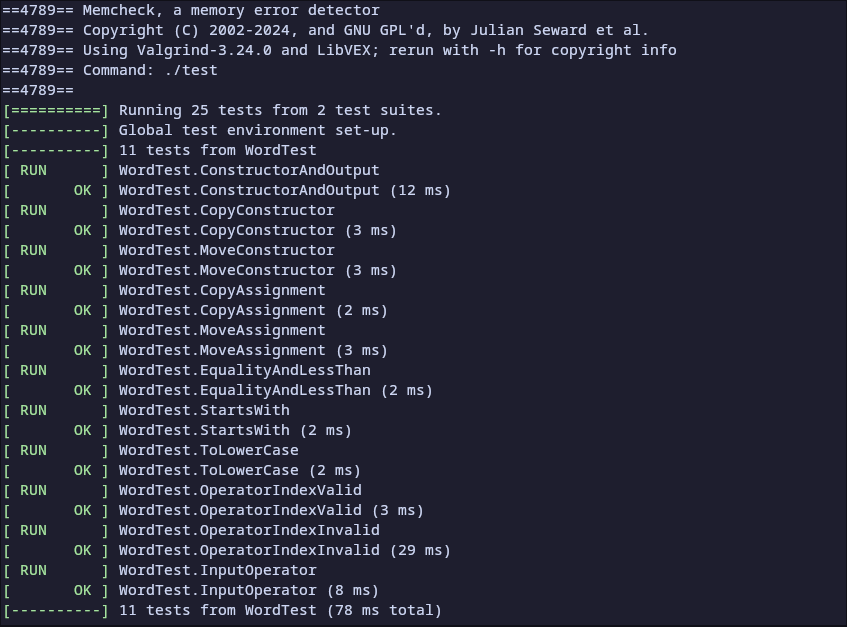 ==4789== Memcheck, a memory error detector
==4789== Copyright (C) 2002-2024, and GNU GPL'd, by Julian Seward et al.
==4789== Using Valgrind-3.24.0 and LibVEX; rerun with -h for copyright info
==4789== Command: ./test
==4789==
[==========] Running 25 tests from 2 test suites.
[----------] Global test environment set-up.
[----------] 11 tests from WordTest
[ RUN      ] WordTest.ConstructorAndOutput
[       OK ] WordTest.ConstructorAndOutput (12 ms)
[ RUN      ] WordTest.CopyConstructor
[       OK ] WordTest.CopyConstructor (3 ms)
[ RUN      ] WordTest.MoveConstructor
[       OK ] WordTest.MoveConstructor (3 ms)
[ RUN      ] WordTest.CopyAssignment
[       OK ] WordTest.CopyAssignment (2 ms)
[ RUN      ] WordTest.MoveAssignment
[       OK ] WordTest.MoveAssignment (3 ms)
[ RUN      ] WordTest.EqualityAndLessThan
[       OK ] WordTest.EqualityAndLessThan (2 ms)
[ RUN      ] WordTest.StartsWith
[       OK ] WordTest.StartsWith (2 ms)
[ RUN      ] WordTest.ToLowerCase
[       OK ] WordTest.ToLowerCase (2 ms)
[ RUN      ] WordTest.OperatorIndexValid
[       OK ] WordTest.OperatorIndexValid (3 ms)
[ RUN      ] WordTest.OperatorIndexInvalid
[       OK ] WordTest.OperatorIndexInvalid (29 ms)
[ RUN      ] WordTest.InputOperator
[       OK ] WordTest.InputOperator (8 ms)
[----------] 11 tests from WordTest (78 ms total)